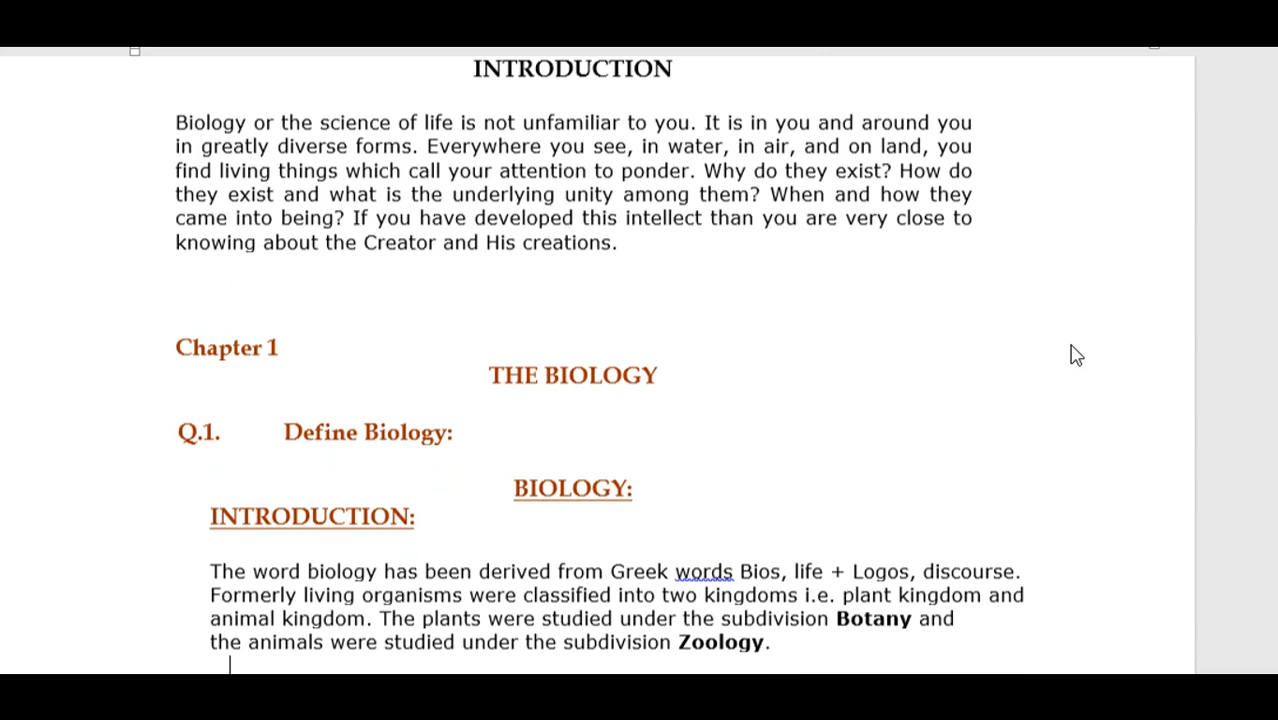 INTRODUCTION
Biology or the science of life is not unfamiliar to you. It is in you and around you
in greatly diverse forms. Everywhere you see, in water, in air, and on land, you
find living things which call your attention to ponder. Why do they exist? How do
they exist and what is the underlying unity among them? When and how they
came into being? If you have developed this intellect than you are very close to
knowing about the Creator and His creations.
Chapter 1
THE BIOLOGY
Q.1. Define Biology:
BIOLOGY:
INTRODUCTION:
The word biology has been derived from Greek words Bios, life + Logos, discourse.
Formerly living organisms were classified into two kingdoms i.e. plant kingdom and
animal kingdom. The plants were studied under the subdivision Botany and
the animals were studied under the subdivision Zoology.